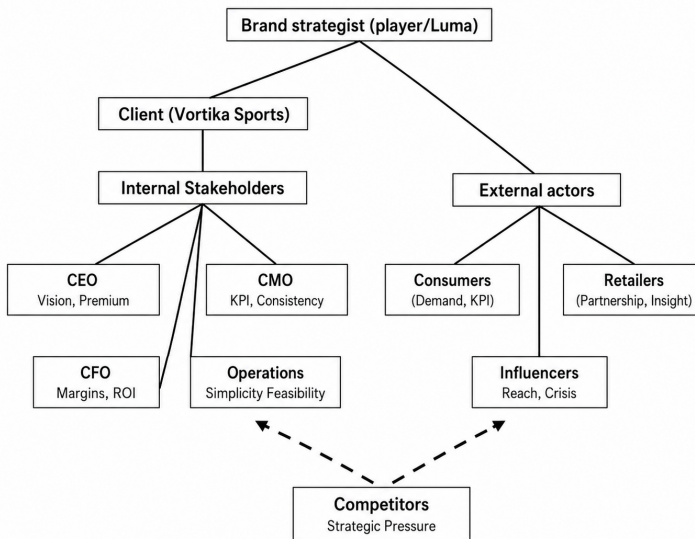 Brand strategist (player/Luma)
Client (Vortika Sports)
Internal Stakeholders
External actors
CEO
Vision, Premium
CMO
KPI, Consistency
Consumers
(Demand, KPI)
Retailers
(Partnership, Insight)
CFO
Margins, ROI
Operations
Simplicity Feasibility
Influencers
Reach, Crisis
Competitors
Strategic Pressure